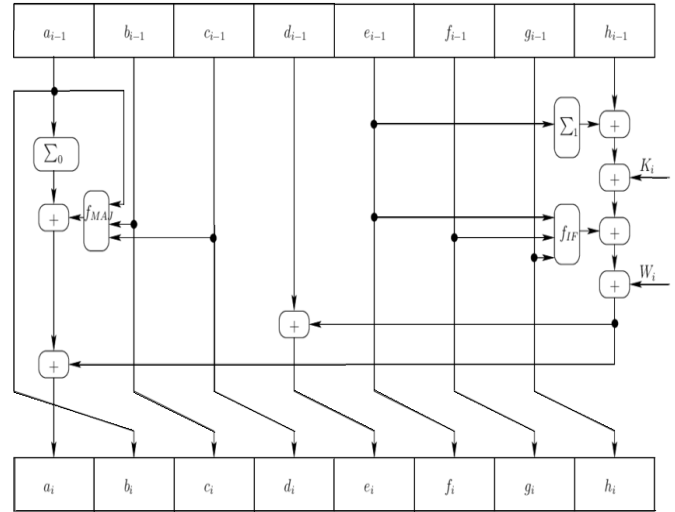 a_{i−1} b_{i−1} c_{i−1} d_{i−1} e_{i−1} f_{i−1} g_{i−1} h_{i−1}
∑_1 +
K_i
+
∑_0
+ f_{MAJ} f_{IF} +
W_i
+
+
+
a_i b_i c_i d_i e_i f_i g_i h_i